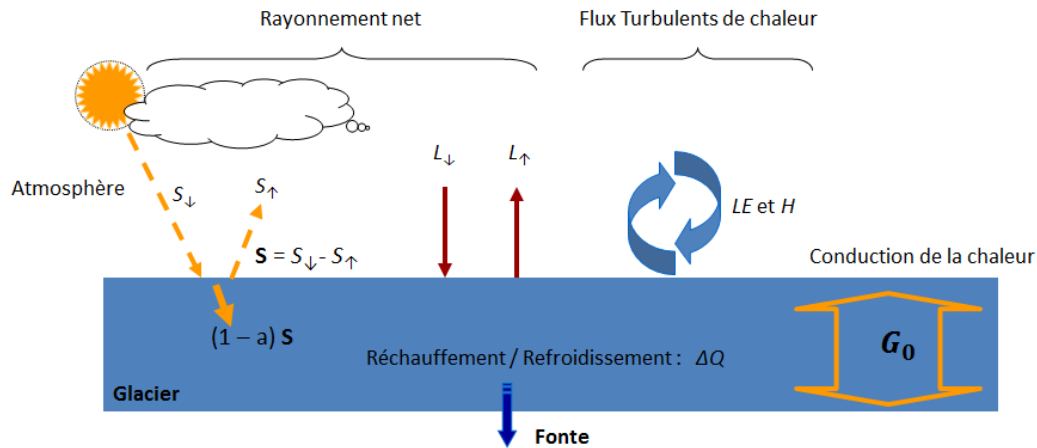 Rayonnement net
Flux Turbulents de chaleur
Atmosphère
S↓
S↑
L↓
L↑
LE et H
S = S↓- S↑
Conduction de la chaleur
(1 – a) S
G₀
Réchauffement / Refroidissement : ΔQ
Glacier
Fonte